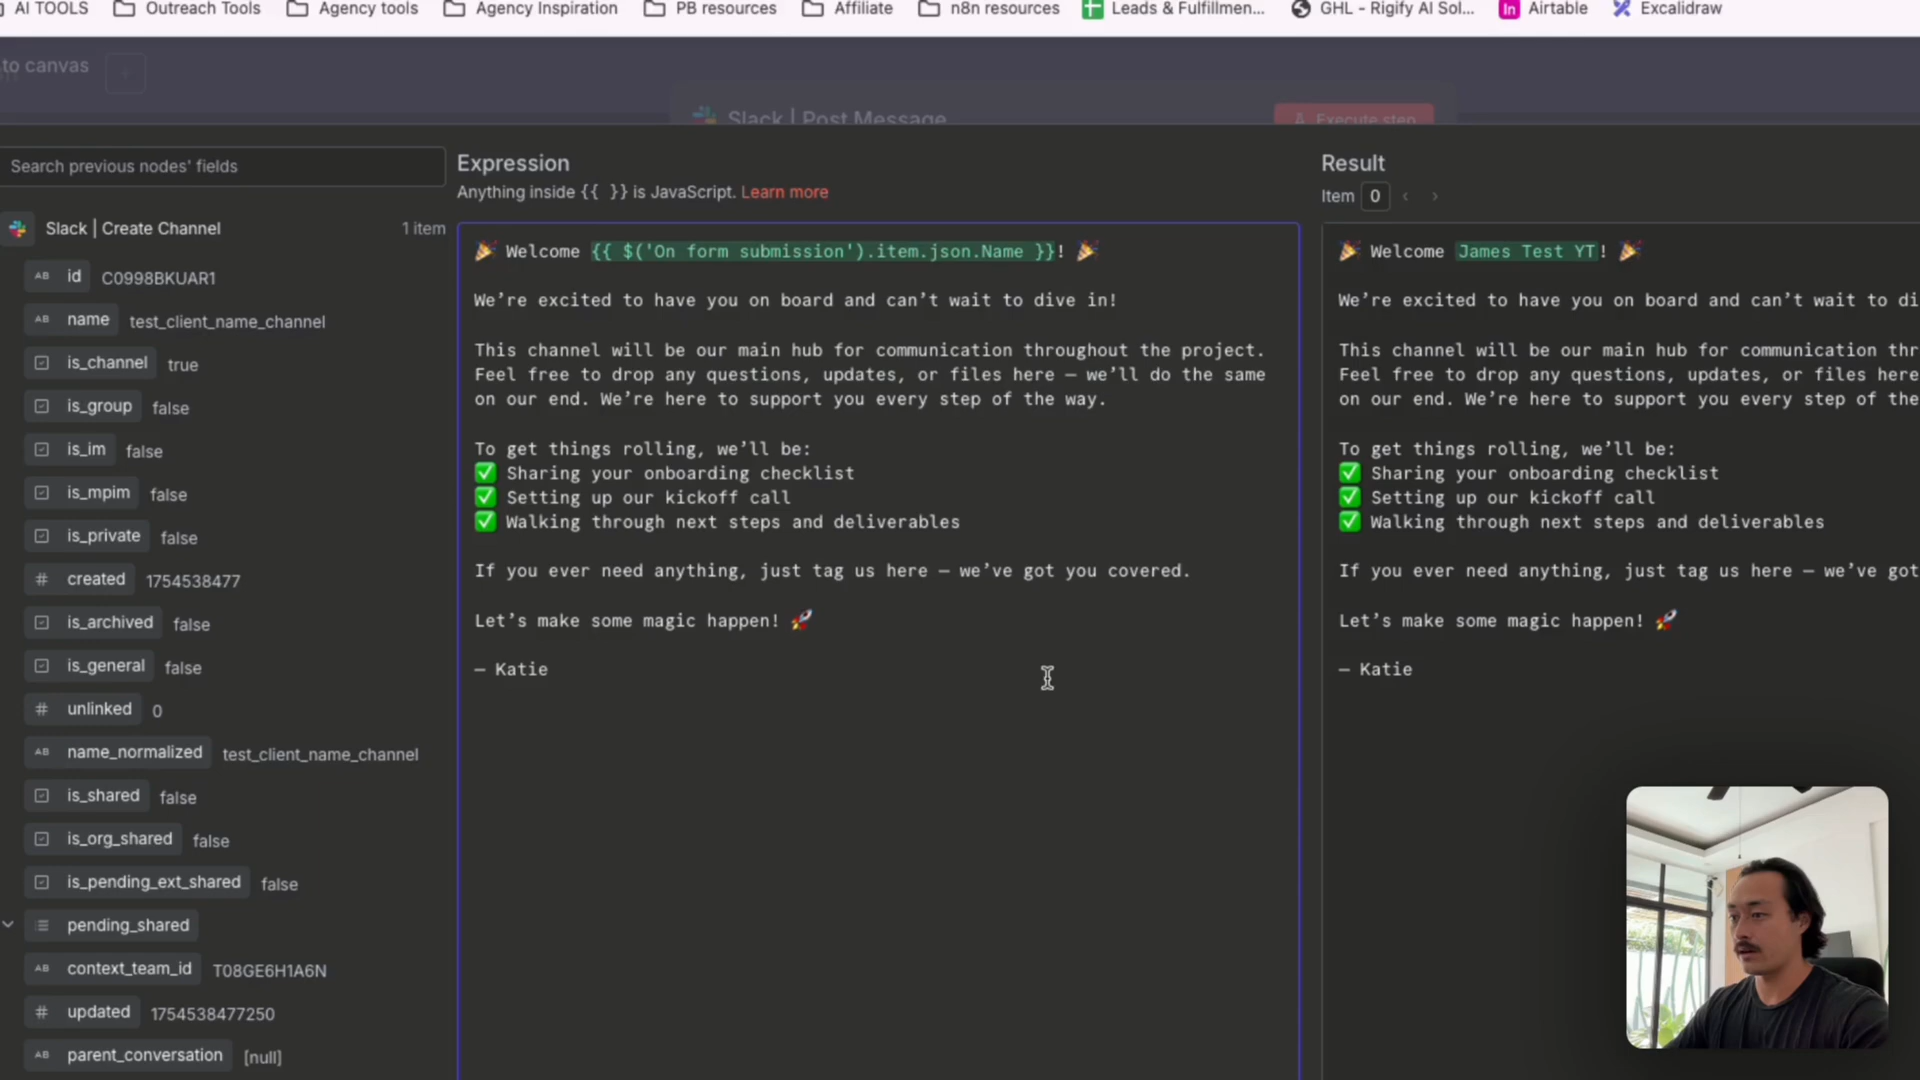 AI TOOLS Outreach Tools Agency tools Agency Inspiration PB resources Affiliate n8n resources Leads & Fulfillmen... GHL - Rigify AI Sol... In Airtable Excalidraw
to canvas +
Slack | Post Message Execute step
Search previous nodes' fields
Slack | Create Channel 1 item
AB id C0998BKUAR1
AB name test_client_name_channel
is_channel true
is_group false
is_im false
is_mpim false
is_private false
# created 1754538477
is_archived false
is_general false
# unlinked 0
AB name_normalized test_client_name_channel
is_shared false
is_org_shared false
is_pending_ext_shared false
pending_shared
AB context_team_id T08GE6H1A6N
# updated 1754538477250
AB parent_conversation [null]
Expression
Anything inside {{ }} is JavaScript. Learn more
🎉 Welcome {{ $('On form submission').item.json.Name }}! 🎉
We’re excited to have you on board and can’t wait to dive in!
This channel will be our main hub for communication throughout the project.
Feel free to drop any questions, updates, or files here — we’ll do the same
on our end. We’re here to support you every step of the way.
To get things rolling, we’ll be:
✅ Sharing your onboarding checklist
✅ Setting up our kickoff call
✅ Walking through next steps and deliverables
If you ever need anything, just tag us here — we’ve got you covered.
Let’s make some magic happen! 🚀
— Katie
Result
Item 0 < >
🎉 Welcome James Test YT! 🎉
We’re excited to have you on board and can’t wait to di
This channel will be our main hub for communication thr
Feel free to drop any questions, updates, or files here
on our end. We’re here to support you every step of the
To get things rolling, we’ll be:
✅ Sharing your onboarding checklist
✅ Setting up our kickoff call
✅ Walking through next steps and deliverables
If you ever need anything, just tag us here — we’ve got
Let’s make some magic happen! 🚀
— Katie